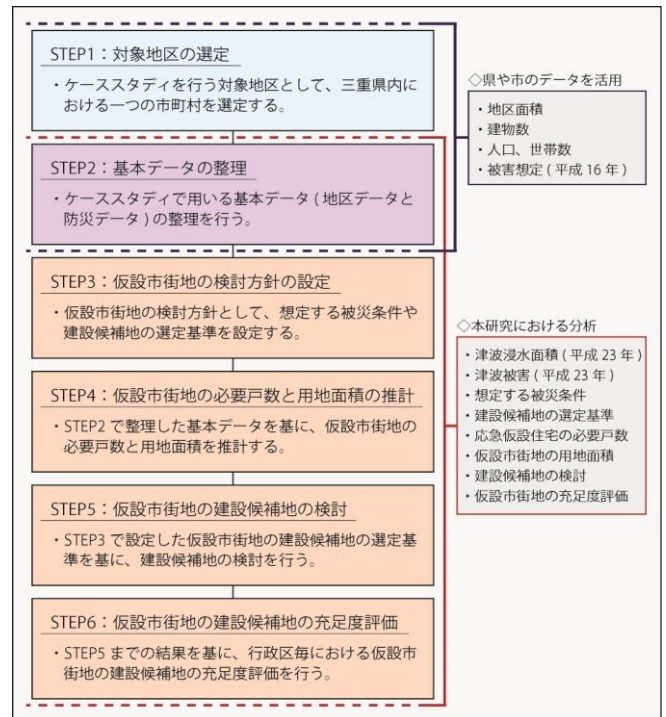 STEP1：対象地区の選定
・ケーススタディを行う対象地区として、三重県内に
おける一つの市町村を選定する。
STEP2：基本データの整理
・ケーススタディで用いる基本データ ( 地区データと
防災データ ) の整理を行う。
STEP3：仮設市街地の検討方針の設定
・仮設市街地の検討方針として、想定する被災条件や
建設候補地の選定基準を設定する。
STEP4：仮設市街地の必要戸数と用地面積の推計
・STEP2 で整理した基本データを基に、仮設市街地の
必要戸数と用地面積を推計する。
STEP5：仮設市街地の建設候補地の検討
・STEP3 で設定した仮設市街地の建設候補地の選定基
準を基に、建設候補地の検討を行う。
STEP6：仮設市街地の建設候補地の充足度評価
・STEP5 までの結果を基に、行政区毎における仮設市
街地の建設候補地の充足度評価を行う。
◇県や市のデータを活用
・地区面積
・建物数
・人口、世帯数
・被害想定 ( 平成 16 年 )
◇本研究における分析
・津波浸水面積 ( 平成 23 年 )
・津波被害 ( 平成 23 年 )
・想定する被災条件
・建設候補地の選定基準
・応急仮設住宅の必要戸数
・仮設市街地の用地面積
・建設候補地の検討
・仮設市街地の充足度評価